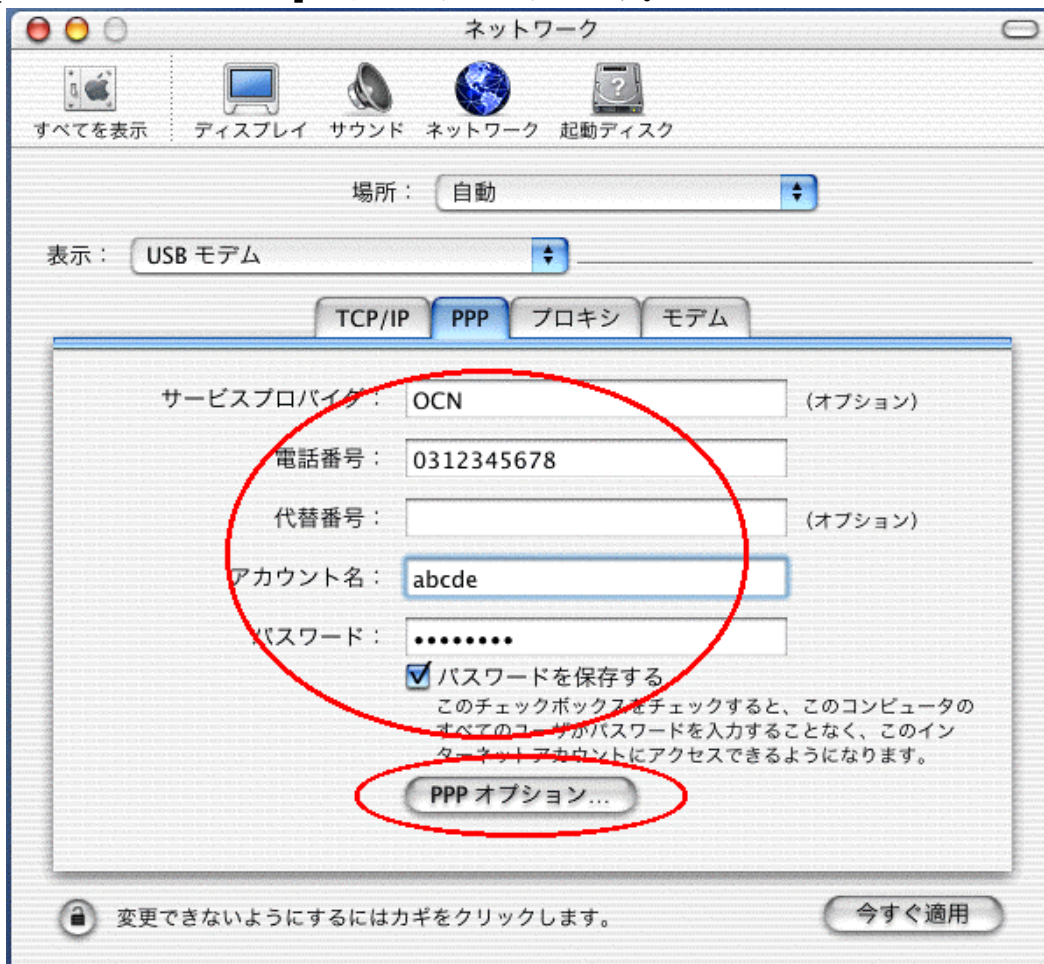 ネットワーク
すべてを表示 ディスプレイ サウンド ネットワーク 起動ディスク
場所： 自動
表示： USB モデム
TCP/IP PPP プロキシ モデム
サービスプロバイダ： OCN (オプション)
電話番号： 0312345678
代替番号： (オプション)
アカウント名： abcde
パスワード： ••••••••
パスワードを保存する
このチェックボックスをチェックすると、このコンピュータの
すべてのユーザがパスワードを入力することなく、このイン
ターネットアカウントにアクセスできるようになります。
PPP オプション...
変更できないようにするにはカギをクリックします。 今すぐ適用